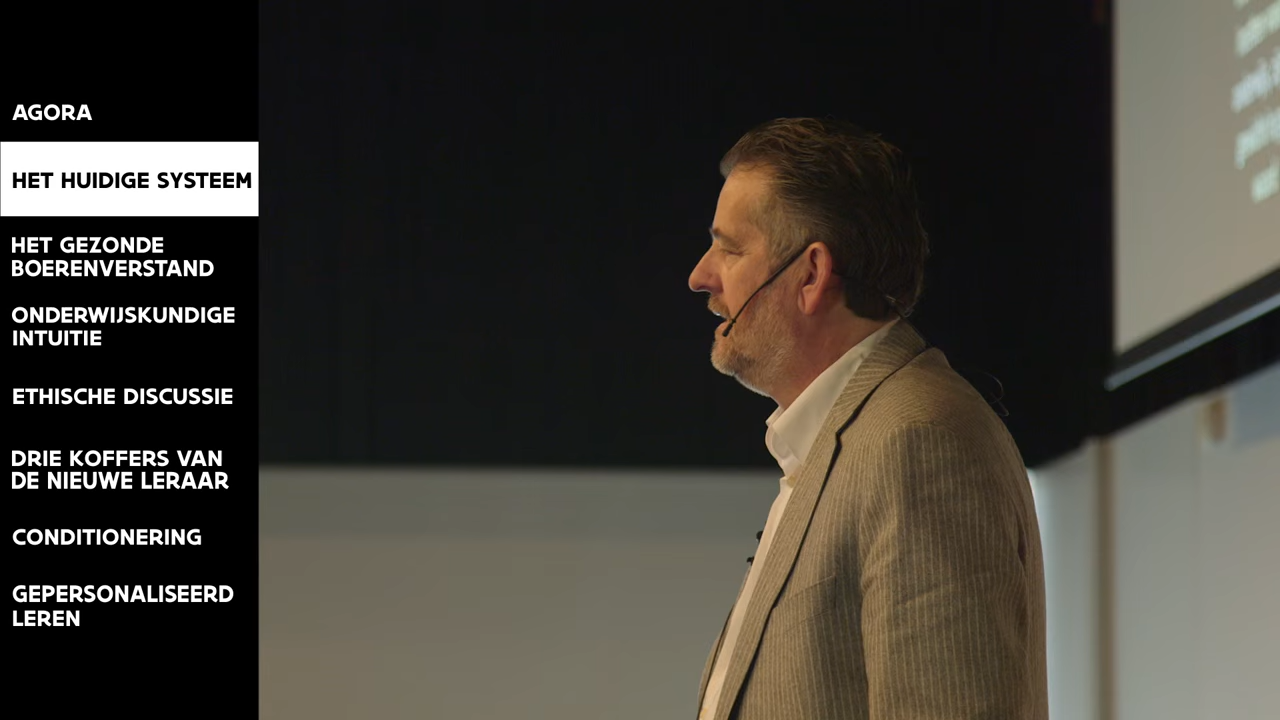 AGORA
HET HUIDIGE SYSTEEM
HET GEZONDE
BOERENVERSTAND
ONDERWIJSKUNDIGE
INTUITIE
ETHISCHE DISCUSSIE
DRIE KOFFERS VAN
DE NIEUWE LERAAR
CONDITIONERING
GEPERSONALISEERD
LEREN